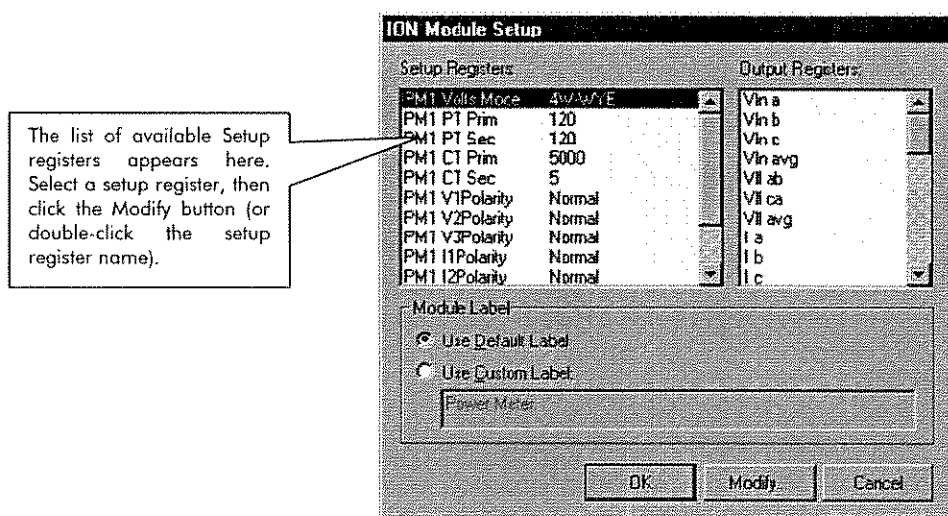 ION Module Setup
Setup Registers:
Output Registers:
PM1 Volts Mode 4W-WYE
PM1 PT Prim 120
PM1 PT Sec 120
PM1 CT Prim 5000
PM1 CT Sec 5
PM1 V1Polarity Normal
PM1 V2Polarity Normal
PM1 V3Polarity Normal
PM1 I1Polarity Normal
PM1 I2Polarity Normal
Vln a
Vln b
Vln c
Vln avg
Vll ab
Vll ca
Vll avg
I a
I b
I c
The list of available Setup
registers appears here.
Select a setup register, then
click the Modify button (or
double-click the setup
register name).
Module Label
Use Default Label
Use Custom Label:
Power Meter
OK
Modify...
Cancel